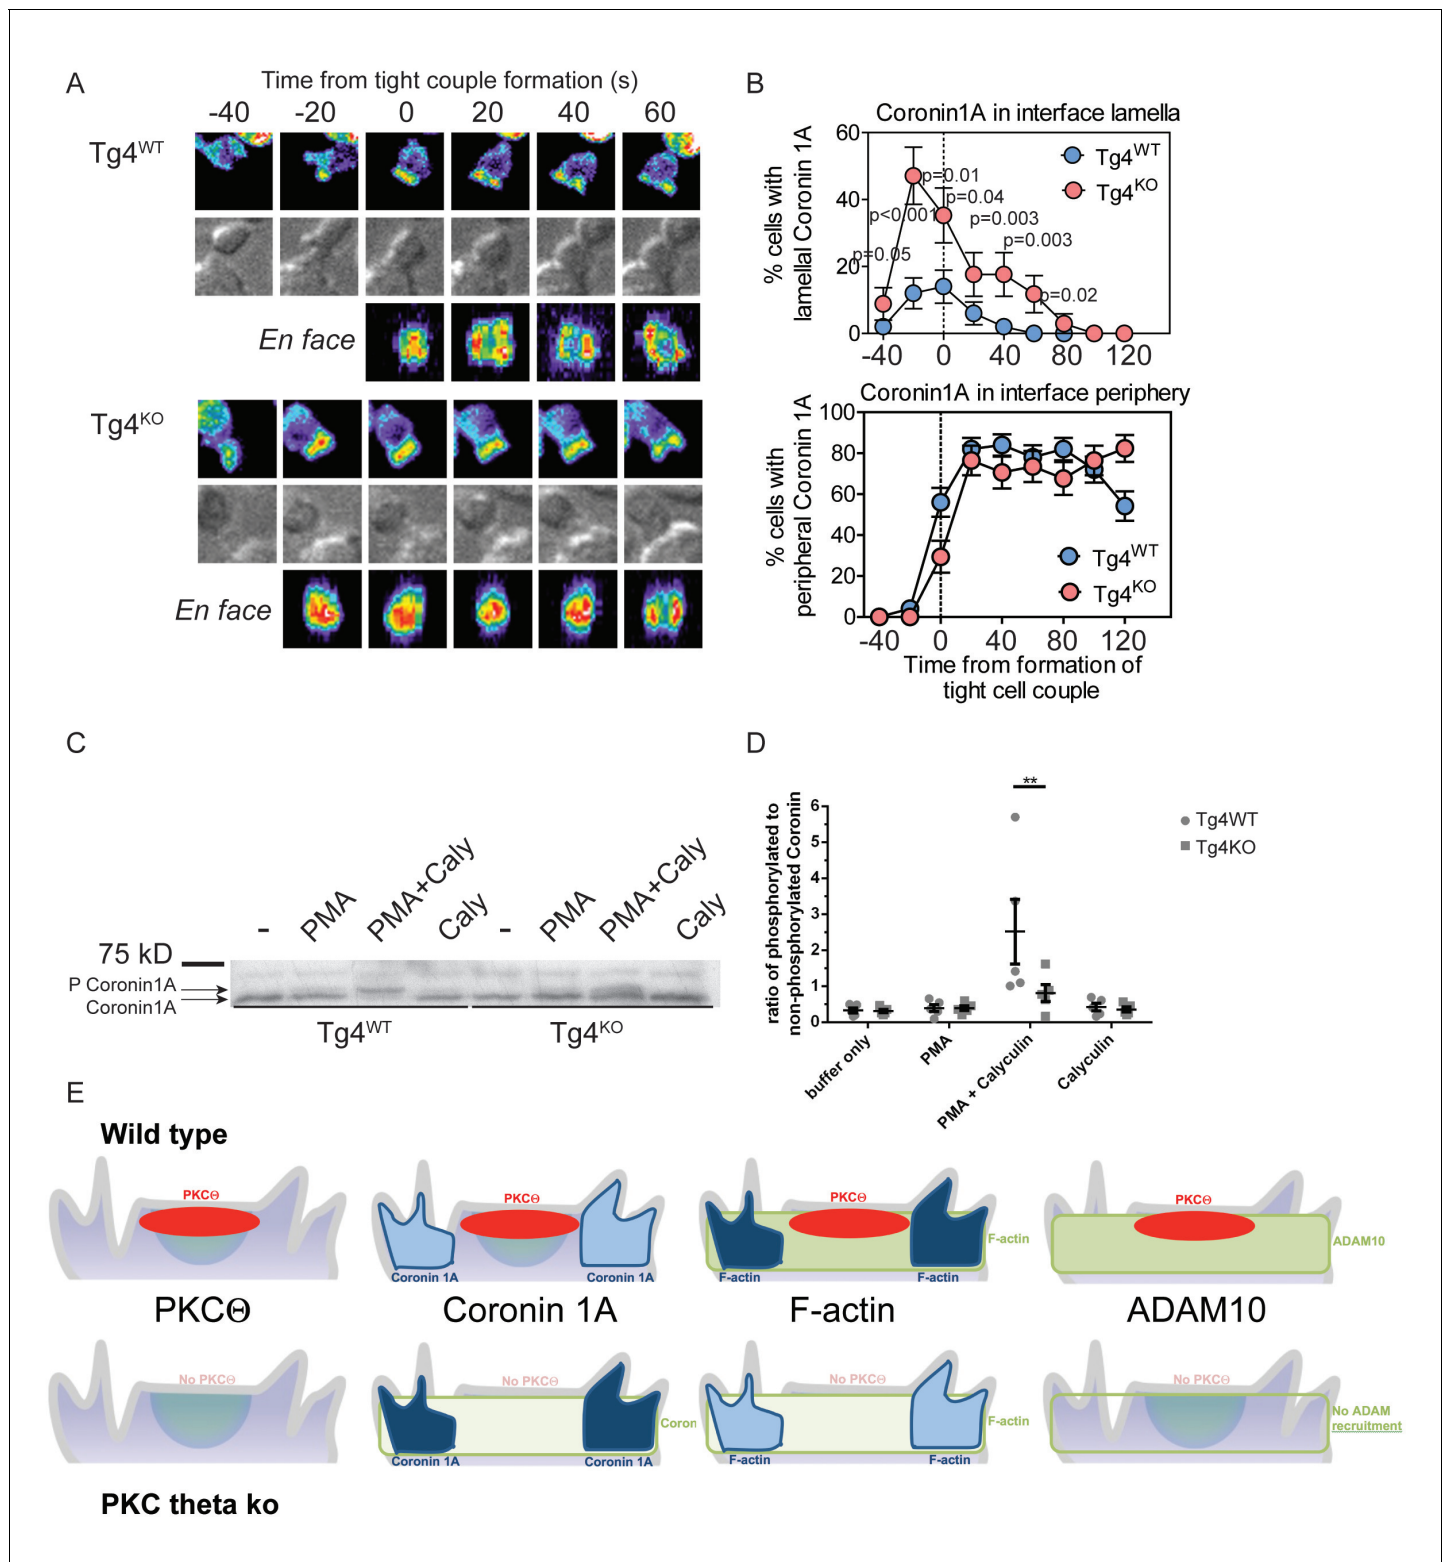 A
Time from tight couple formation (s)
-40 -20 0 20 40 60
Tg4WT
En face
Tg4KO
En face
B
Coronin1A in interface lamella
% cells with
lamellal Coronin 1A
60
40
20
0
Tg4WT
Tg4KO
p=0.01
p=0.04
p<0.001
p=0.003
p=0.003
p=0.05
p=0.02
-40 0 40 80 120
Coronin1A in interface periphery
% cells with
peripheral Coronin 1A
100
80
60
40
20
0
Tg4WT
Tg4KO
-40 0 40 80 120
Time from formation of
tight cell couple
C
- PMA PMA+Caly Caly - PMA PMA+Caly Caly
75 kD
P Coronin1A
Coronin1A
Tg4WT Tg4KO
D
ratio of phosphorylated to
non-phosphorylated Coronin
6
5
4
3
2
1
0
**
Tg4WT
Tg4KO
buffer only PMA PMA + Calyculin Calyculin
E
Wild type
PKCΘ PKCΘ PKCΘ PKCΘ
F-actin ADAM10
Coronin 1A Coronin 1A F-actin F-actin
PKCΘ Coronin 1A F-actin ADAM10
No PKCΘ No PKCΘ No PKCΘ No PKCΘ
Coron F-actin No ADAM
recruitment
Coronin 1A Coronin 1A F-actin F-actin
PKC theta ko